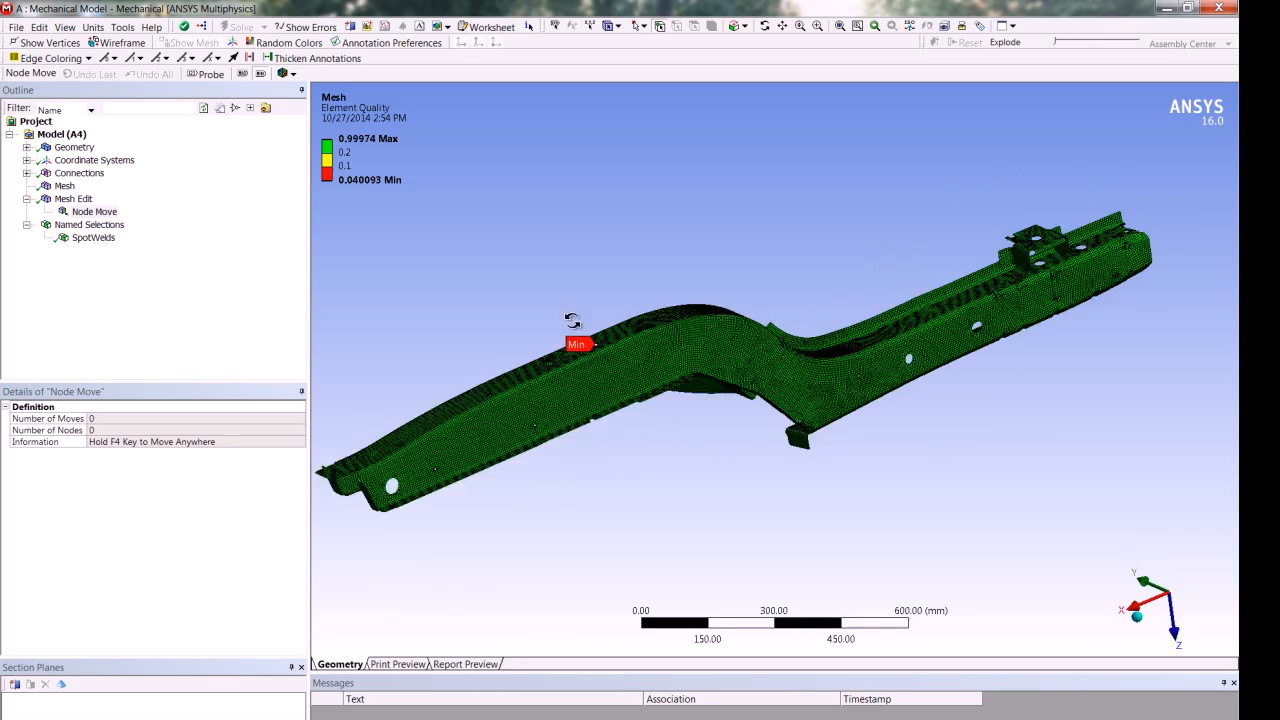 A : Mechanical Model - Mechanical [ANSYS Multiphysics]
File Edit View Units Tools Help Solve ?/Show Errors Worksheet
Show Vertices Wireframe Show Mesh Random Colors Annotation Preferences Reset Explode Assembly Center
Edge Coloring Thicken Annotations
Node Move Undo Last Undo All Probe
Outline
Filter: Name
Project
Model (A4)
Geometry
Coordinate Systems
Connections
Mesh
Mesh Edit
Node Move
Named Selections
SpotWelds
Details of "Node Move"
Definition
Number of Moves 0
Number of Nodes 0
Information Hold F4 Key to Move Anywhere
Section Planes
Mesh
Element Quality
10/27/2014 2:54 PM
0.99974 Max
0.2
0.1
0.040093 Min
ANSYS
16.0
Min
0.00 300.00 600.00 (mm)
150.00 450.00
Y
X
Z
Geometry Print Preview Report Preview
Messages
Text Association Timestamp